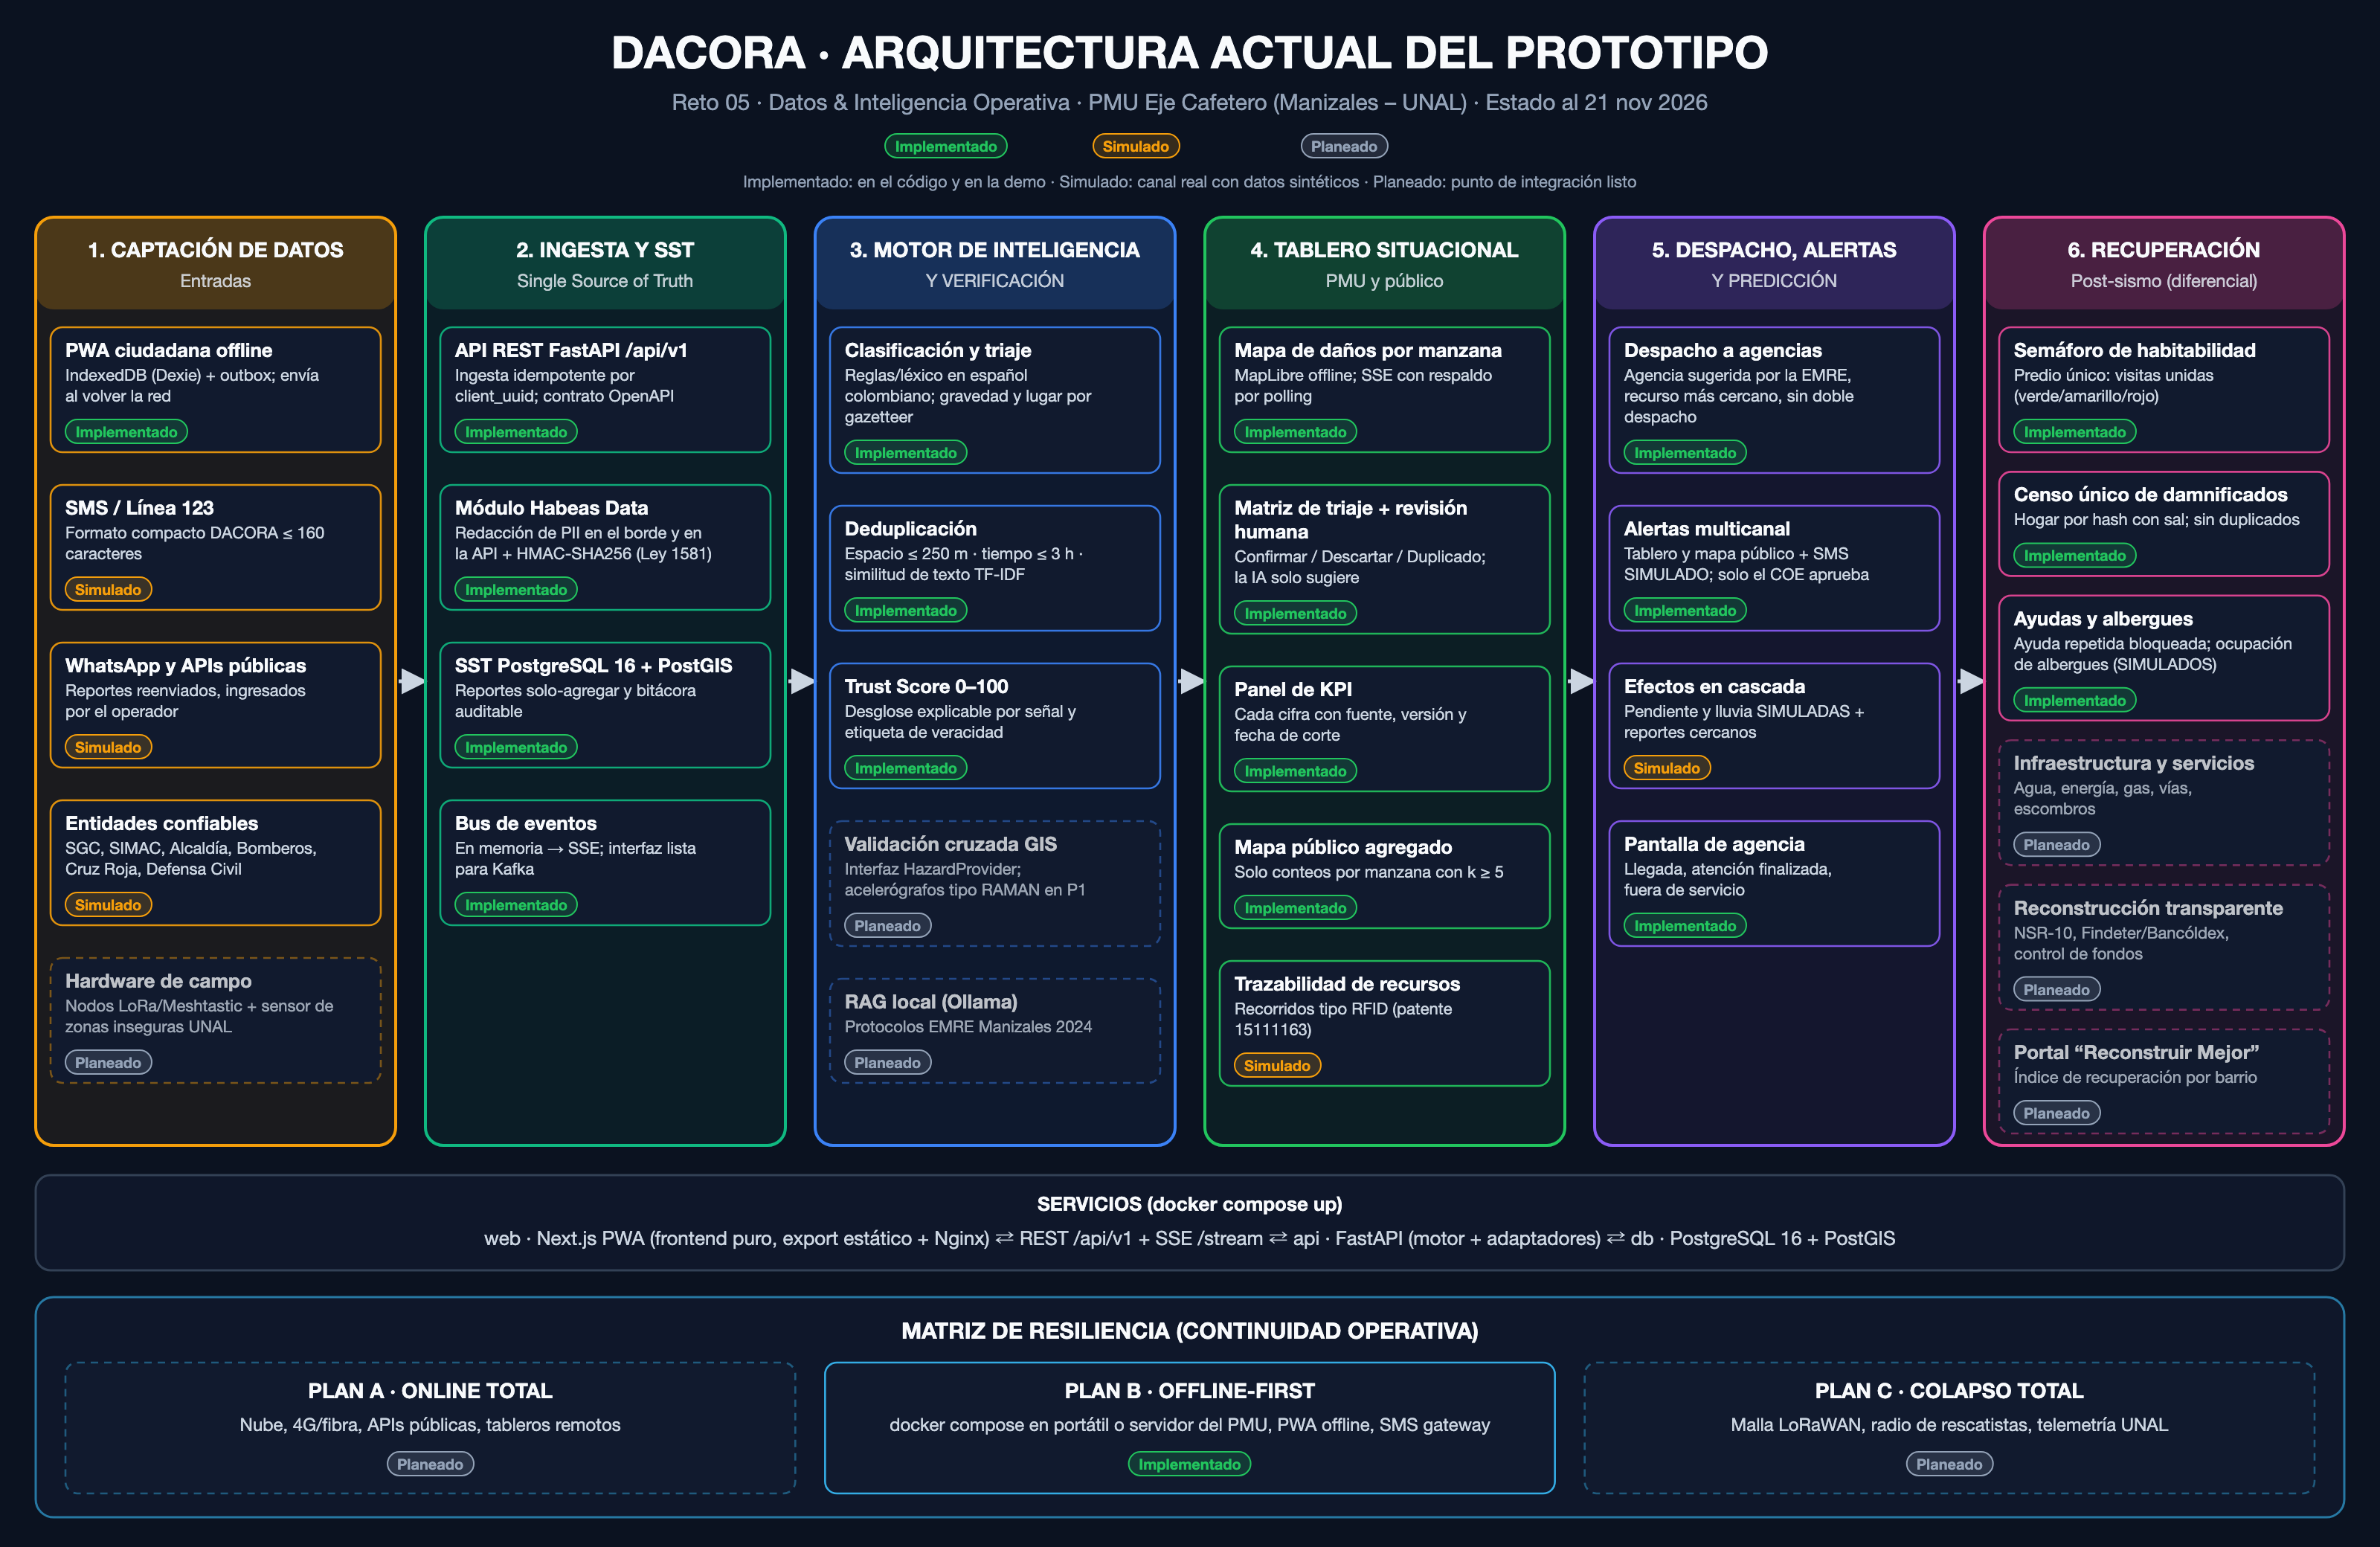 DACORA · ARQUITECTURA ACTUAL DEL PROTOTIPO
Reto 05 · Datos & Inteligencia Operativa · PMU Eje Cafetero (Manizales – UNAL) · Estado al 21 nov 2026
Implementado
Simulado
Planeado
Implementado: en el código y en la demo · Simulado: canal real con datos sintéticos · Planeado: punto de integración listo
1. CAPTACIÓN DE DATOS
Entradas
PWA ciudadana offline
IndexedDB (Dexie) + outbox; envía
al volver la red
Implementado
SMS / Línea 123
Formato compacto DACORA ≤ 160
caracteres
Simulado
WhatsApp y APIs públicas
Reportes reenviados, ingresados
por el operador
Simulado
Entidades confiables
SGC, SIMAC, Alcaldía, Bomberos,
Cruz Roja, Defensa Civil
Simulado
Hardware de campo
Nodos LoRa/Meshtastic + sensor de
zonas inseguras UNAL
Planeado
2. INGESTA Y SST
Single Source of Truth
API REST FastAPI /api/v1
Ingesta idempotente por
client_uuid; contrato OpenAPI
Implementado
Módulo Habeas Data
Redacción de PII en el borde y en
la API + HMAC-SHA256 (Ley 1581)
Implementado
SST PostgreSQL 16 + PostGIS
Reportes solo-agregar y bitácora
auditable
Implementado
Bus de eventos
En memoria → SSE; interfaz lista
para Kafka
Implementado
3. MOTOR DE INTELIGENCIA
Y VERIFICACIÓN
Clasificación y triaje
Reglas/léxico en español
colombiano; gravedad y lugar por
gazetteer
Implementado
Deduplicación
Espacio ≤ 250 m · tiempo ≤ 3 h ·
similitud de texto TF-IDF
Implementado
Trust Score 0–100
Desglose explicable por señal y
etiqueta de veracidad
Implementado
Validación cruzada GIS
Interfaz HazardProvider;
acelerógrafos tipo RAMAN en P1
Planeado
RAG local (Ollama)
Protocolos EMRE Manizales 2024
Planeado
4. TABLERO SITUACIONAL
PMU y público
Mapa de daños por manzana
MapLibre offline; SSE con respaldo
por polling
Implementado
Matriz de triaje + revisión
humana
Confirmar / Descartar / Duplicado;
la IA solo sugiere
Implementado
Panel de KPI
Cada cifra con fuente, versión y
fecha de corte
Implementado
Mapa público agregado
Solo conteos por manzana con k ≥ 5
Implementado
Trazabilidad de recursos
Recorridos tipo RFID (patente
15111163)
Simulado
5. DESPACHO, ALERTAS
Y PREDICCIÓN
Despacho a agencias
Agencia sugerida por la EMRE,
recurso más cercano, sin doble
despacho
Implementado
Alertas multicanal
Tablero y mapa público + SMS
SIMULADO; solo el COE aprueba
Implementado
Efectos en cascada
Pendiente y lluvia SIMULADAS +
reportes cercanos
Simulado
Pantalla de agencia
Llegada, atención finalizada,
fuera de servicio
Implementado
6. RECUPERACIÓN
Post-sismo (diferencial)
Semáforo de habitabilidad
Predio único: visitas unidas
(verde/amarillo/rojo)
Implementado
Censo único de damnificados
Hogar por hash con sal; sin duplicados
Implementado
Ayudas y albergues
Ayuda repetida bloqueada; ocupación
de albergues (SIMULADOS)
Implementado
Infraestructura y servicios
Agua, energía, gas, vías,
escombros
Planeado
Reconstrucción transparente
NSR-10, Findeter/Bancóldex,
control de fondos
Planeado
Portal “Reconstruir Mejor”
Índice de recuperación por barrio
Planeado
SERVICIOS (docker compose up)
web · Next.js PWA (frontend puro, export estático + Nginx) ⇄ REST /api/v1 + SSE /stream ⇄ api · FastAPI (motor + adaptadores) ⇄ db · PostgreSQL 16 + PostGIS
MATRIZ DE RESILIENCIA (CONTINUIDAD OPERATIVA)
PLAN A · ONLINE TOTAL
Nube, 4G/fibra, APIs públicas, tableros remotos
Planeado
PLAN B · OFFLINE-FIRST
docker compose en portátil o servidor del PMU, PWA offline, SMS gateway
Implementado
PLAN C · COLAPSO TOTAL
Malla LoRaWAN, radio de rescatistas, telemetría UNAL
Planeado